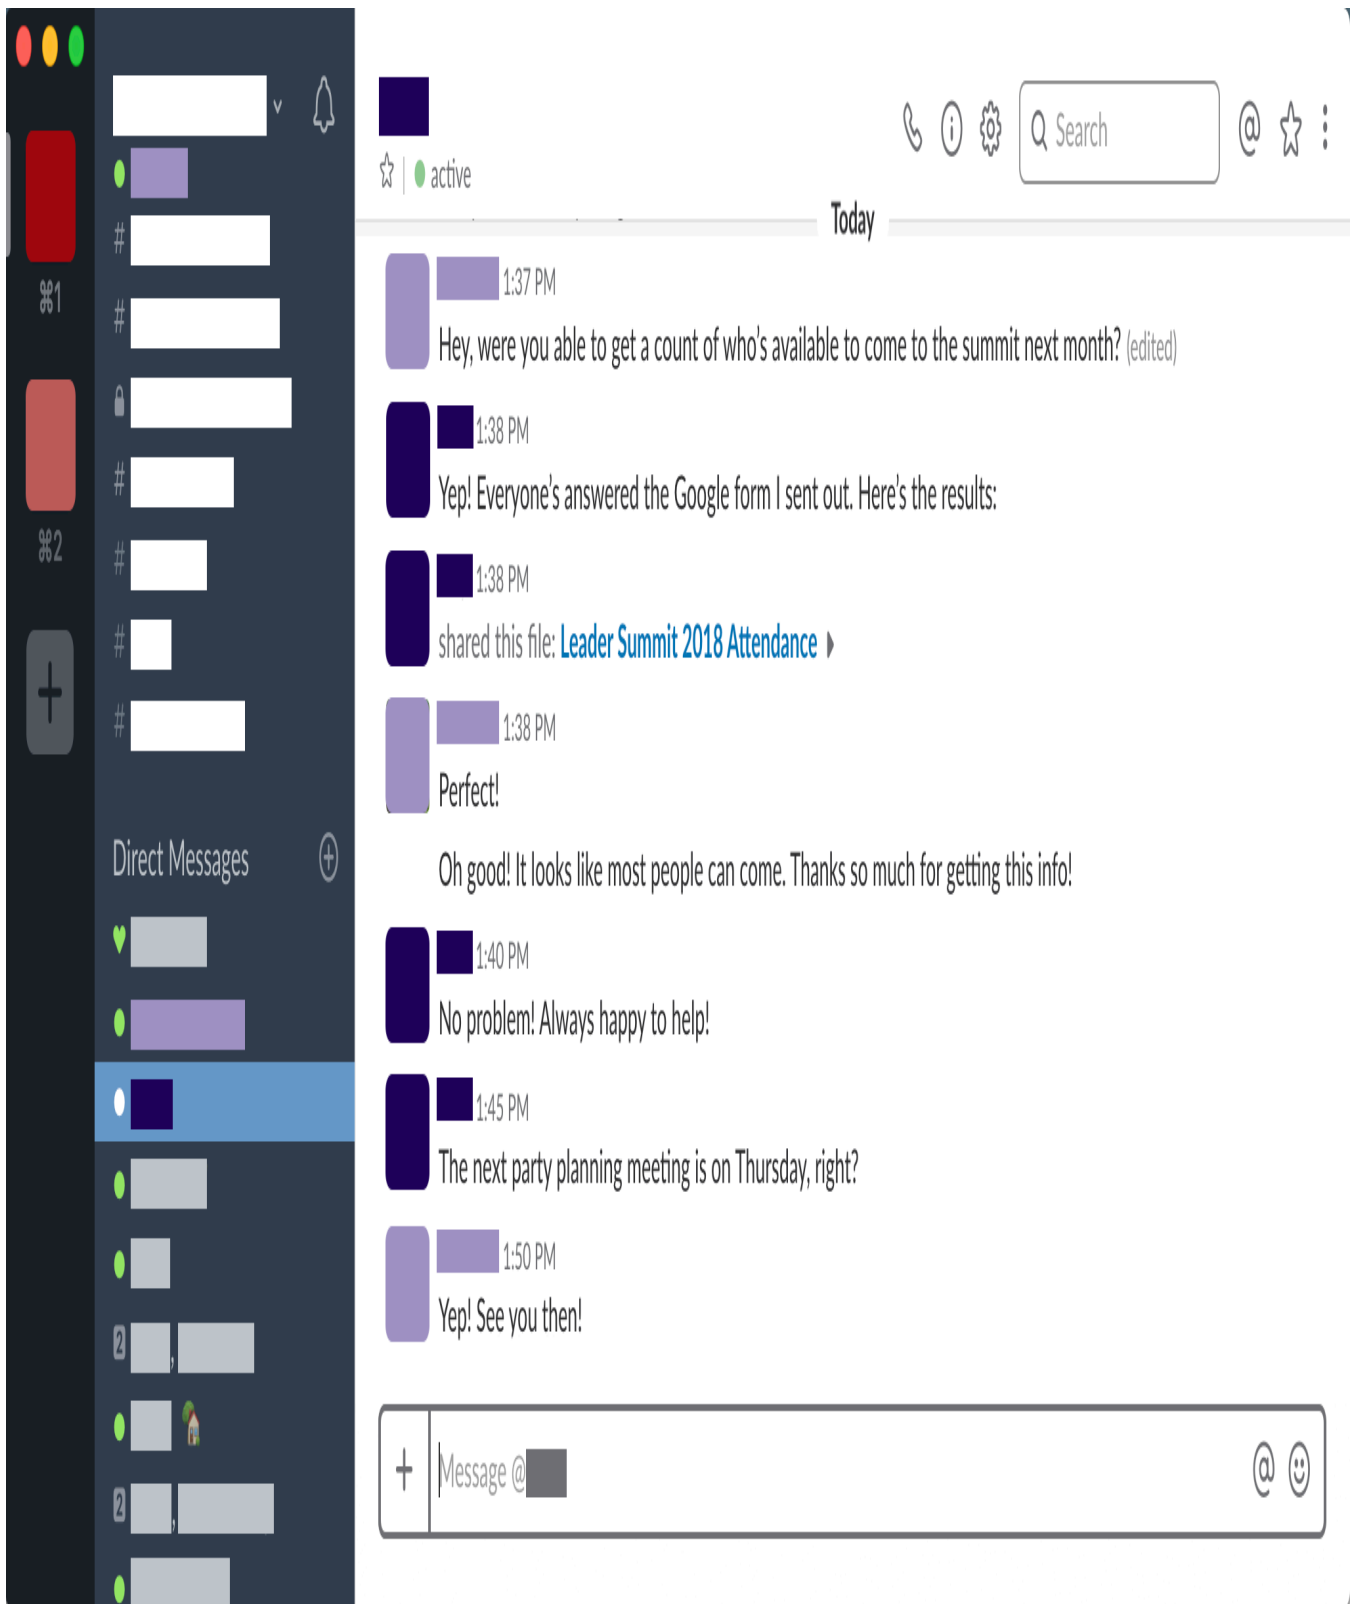 ⌘1
⌘2
#
#
#
#
#
#
Direct Messages
2
,
2
,
active
Search
@
Today
1:37 PM
Hey, were you able to get a count of who's available to come to the summit next month? (edited)
1:38 PM
Yep! Everyone's answered the Google form I sent out. Here's the results:
1:38 PM
shared this file: Leader Summit 2018 Attendance
1:38 PM
Perfect!
Oh good! It looks like most people can come. Thanks so much for getting this info!
1:40 PM
No problem! Always happy to help!
1:45 PM
The next party planning meeting is on Thursday, right?
1:50 PM
Yep! See you then!
Message @
@